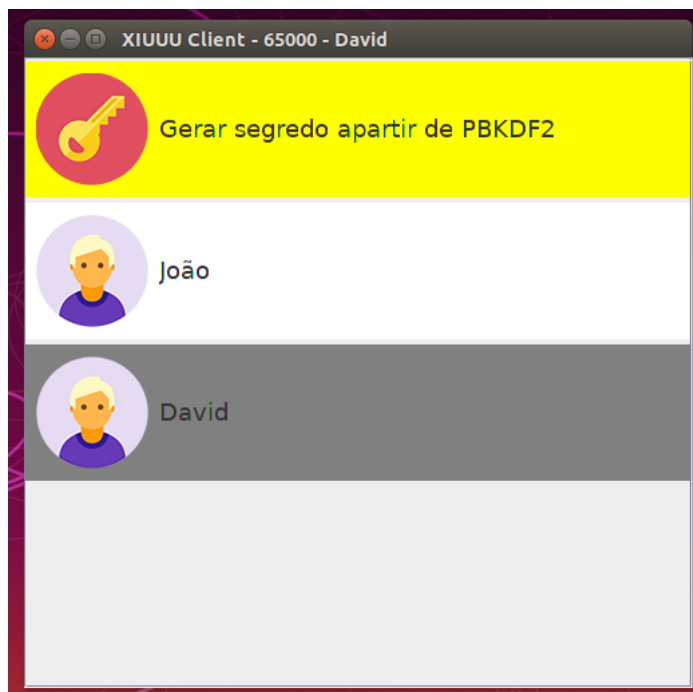 XIUUU Client - 65000 - David
Gerar segredo apartir de PBKDF2
João
David